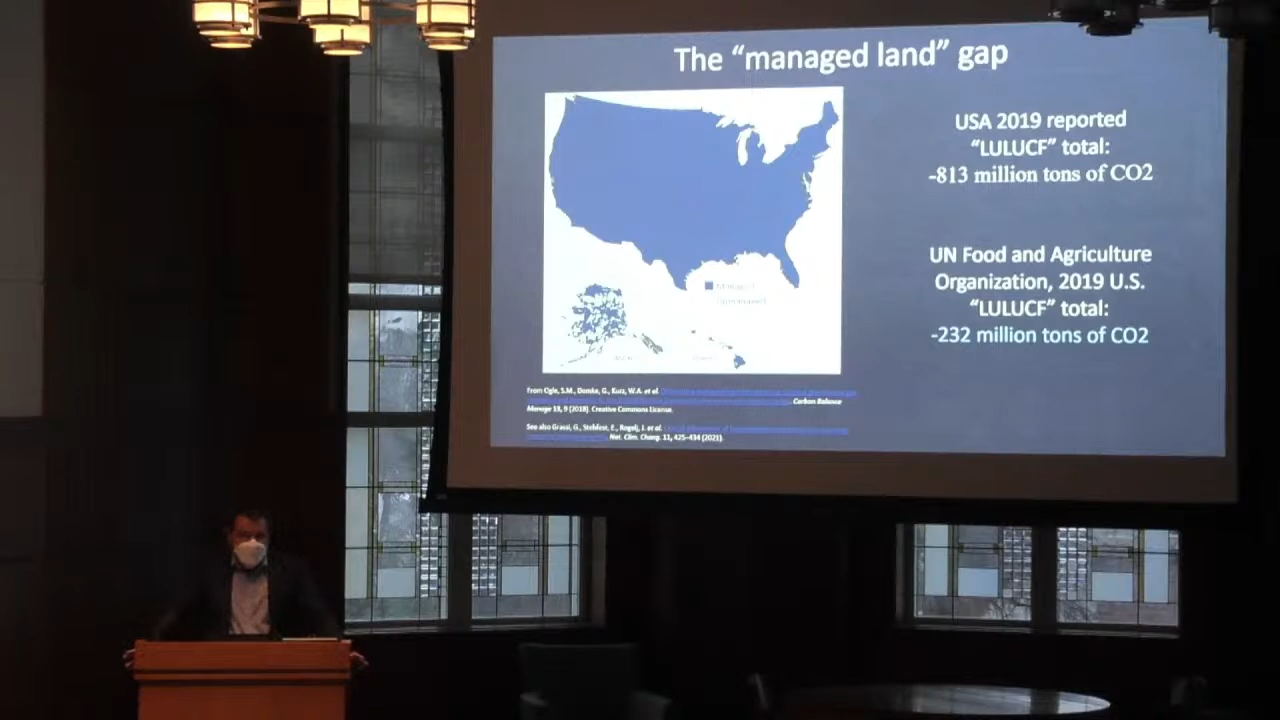 The “managed land” gap
USA 2019 reported
“LULUCF” total:
-813 million tons of CO2
UN Food and Agriculture
Organization, 2019 U.S.
“LULUCF” total:
-232 million tons of CO2
From Ogle, S.M., Domke, G., Kurz, W.A. et al.
Carbon Balance
Manage 13, 9 (2018). Creative Commons License.
See also Grassi, G., Stehfest, E., Rogelj, J. et al.
Nat. Clim. Chang. 11, 425–434 (2021).